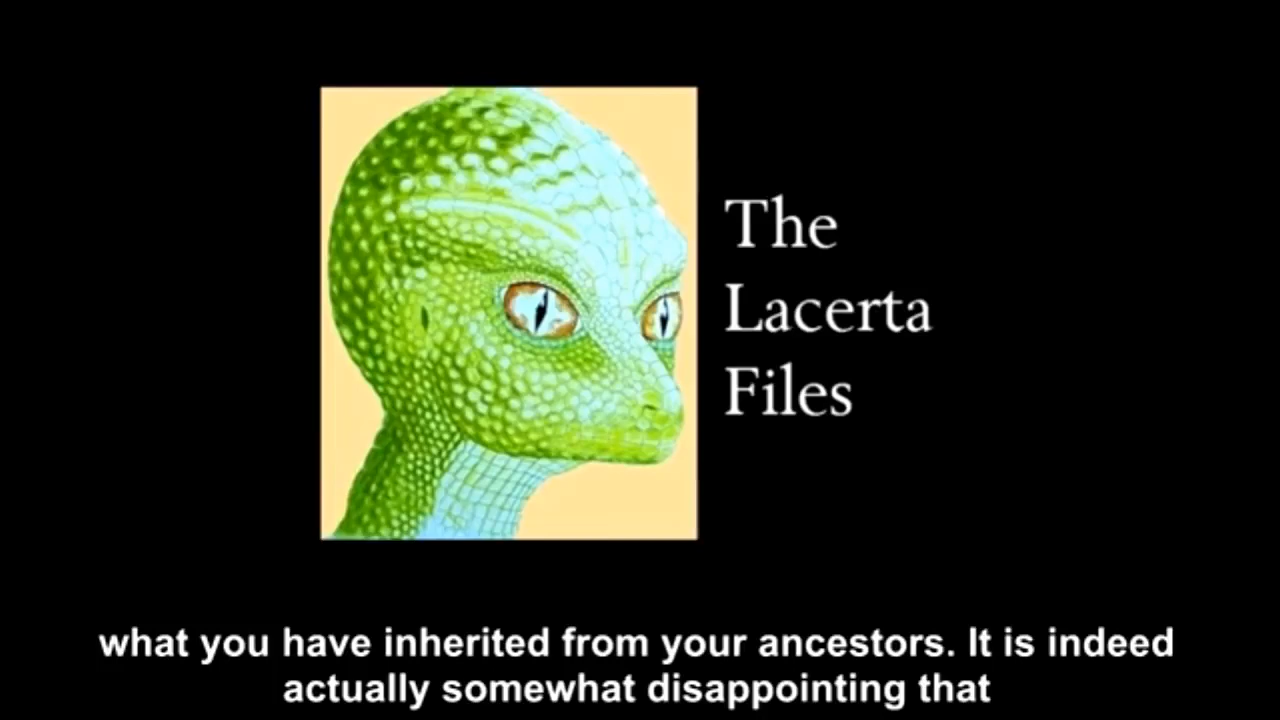 The
Lacerta
Files
what you have inherited from your ancestors. It is indeed
actually somewhat disappointing that